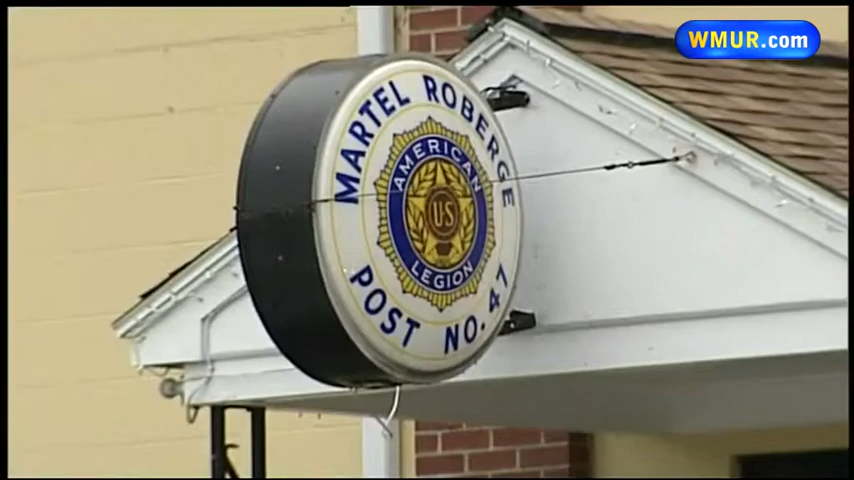 WMUR.com
MARTEL ROBERGE
AMERICAN
US
LEGION
POST NO. 47